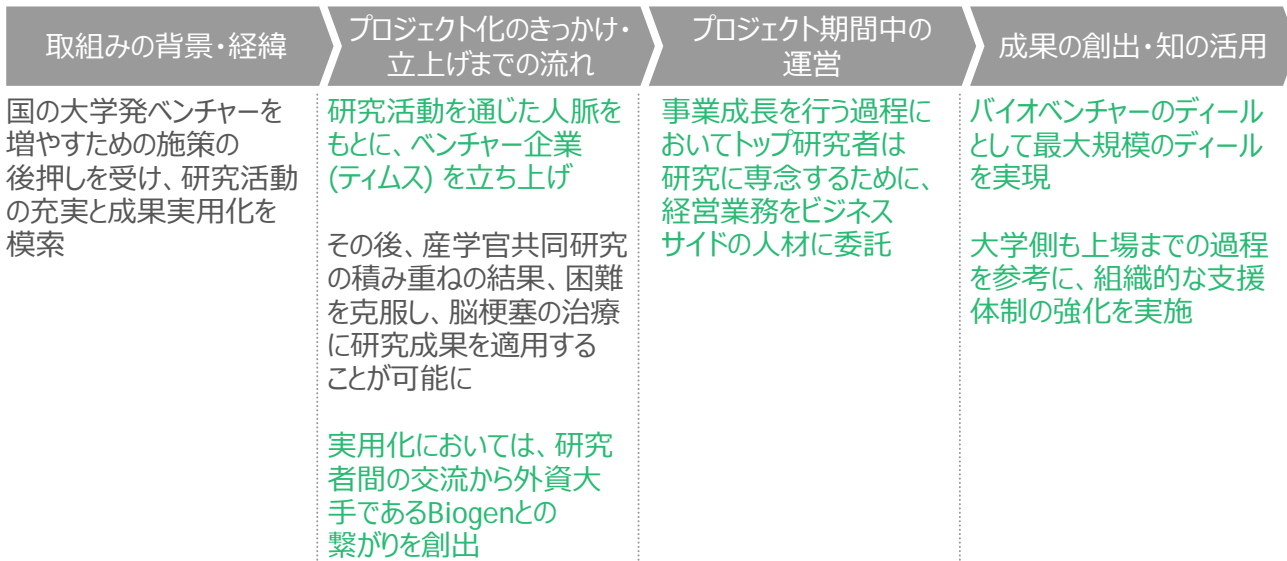 取組みの背景・経緯
プロジェクト化のきっかけ・
立上げまでの流れ
プロジェクト期間中の
運営
成果の創出・知の活用
国の大学発ベンチャーを
増やすための施策の
後押しを受け、研究活動
の充実と成果実用化を
模索
研究活動を通じた人脈を
もとに、ベンチャー企業
(ティムス) を立ち上げ
その後、産学官共同研究
の積み重ねの結果、困難
を克服し、脳梗塞の治療
に研究成果を適用する
ことが可能に
実用化においては、研究
者間の交流から外資大
手であるBiogenとの
繋がりを創出
事業成長を行う過程に
おいてトップ研究者は
研究に専念するために、
経営業務をビジネス
サイドの人材に委託
バイオベンチャーのディール
として最大規模のディール
を実現
大学側も上場までの過程
を参考に、組織的な支援
体制の強化を実施